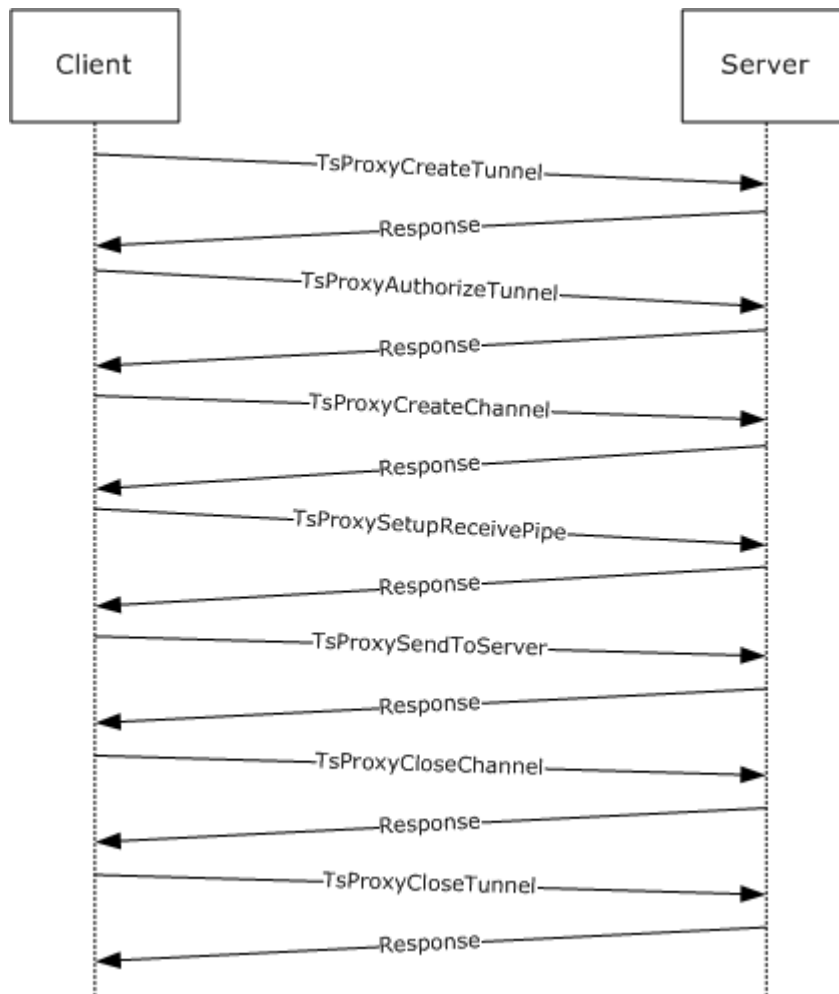 Client
Server
TsProxyCreateTunnel
Response
TsProxyAuthorizeTunnel
Response
TsProxyCreateChannel
Response
TsProxySetupReceivePipe
Response
TsProxySendToServer
Response
TsProxyCloseChannel
Response
TsProxyCloseTunnel
Response